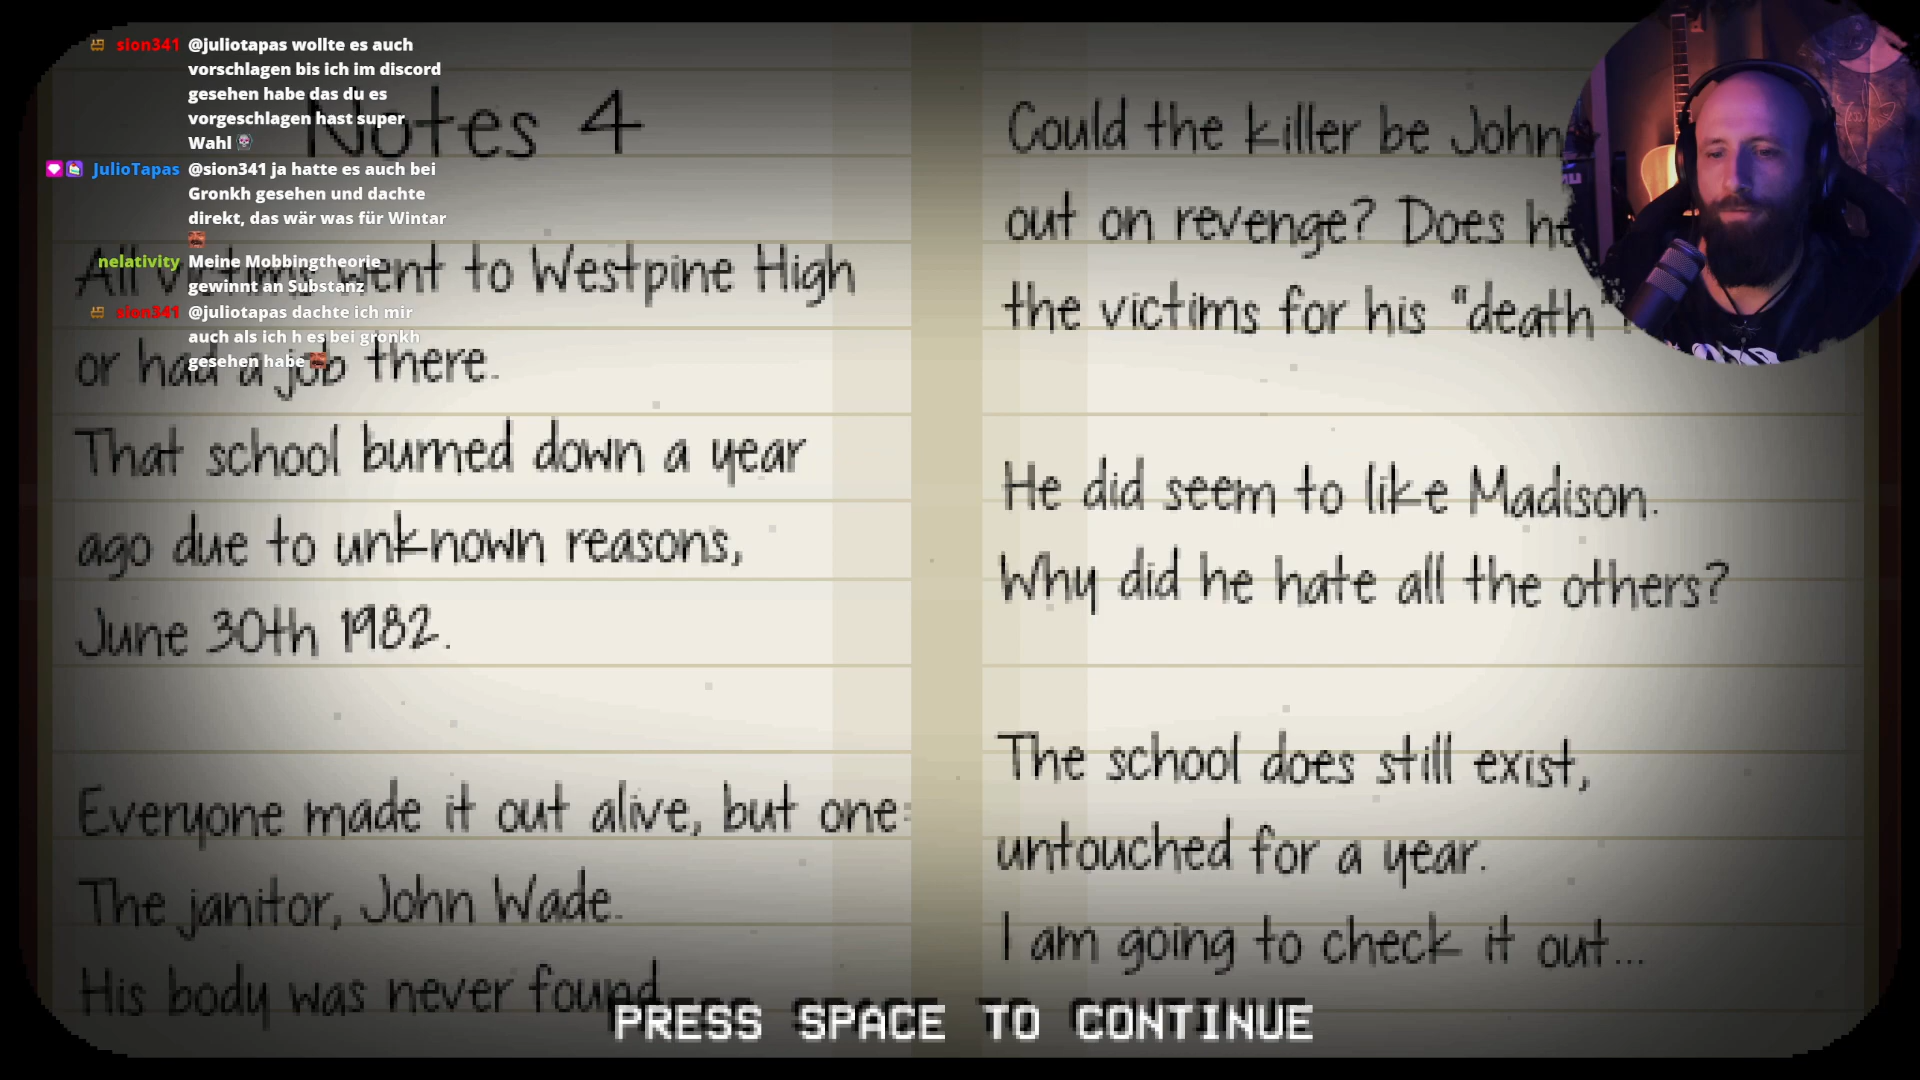 sion341 @juliotapas wollte es auch
vorschlagen bis ich im discord
gesehen habe das du es
vorgeschlagen hast super
Wahl
JulioTapas @sion341 ja hatte es auch bei
Gronkh gesehen und dachte
direkt, das wär was für Wintar
nelativity Meine Mobbingtheorie
gewinnt an Substanz
sion341 @juliotapas dachte ich mir
auch als ich h es bei gronkh
gesehen habe
Notes 4
All victims went to Westpine High
or had a job there.
That school burned down a year
ago due to unknown reasons,
June 30th 1982.
Everyone made it out alive, but one:
The janitor, John Wade.
His body was never found
Could the killer be John
out on revenge? Does he
the victims for his "death"
He did seem to like Madison.
Why did he hate all the others?
The school does still exist,
untouched for a year.
I am going to check it out...
PRESS SPACE TO CONTINUE